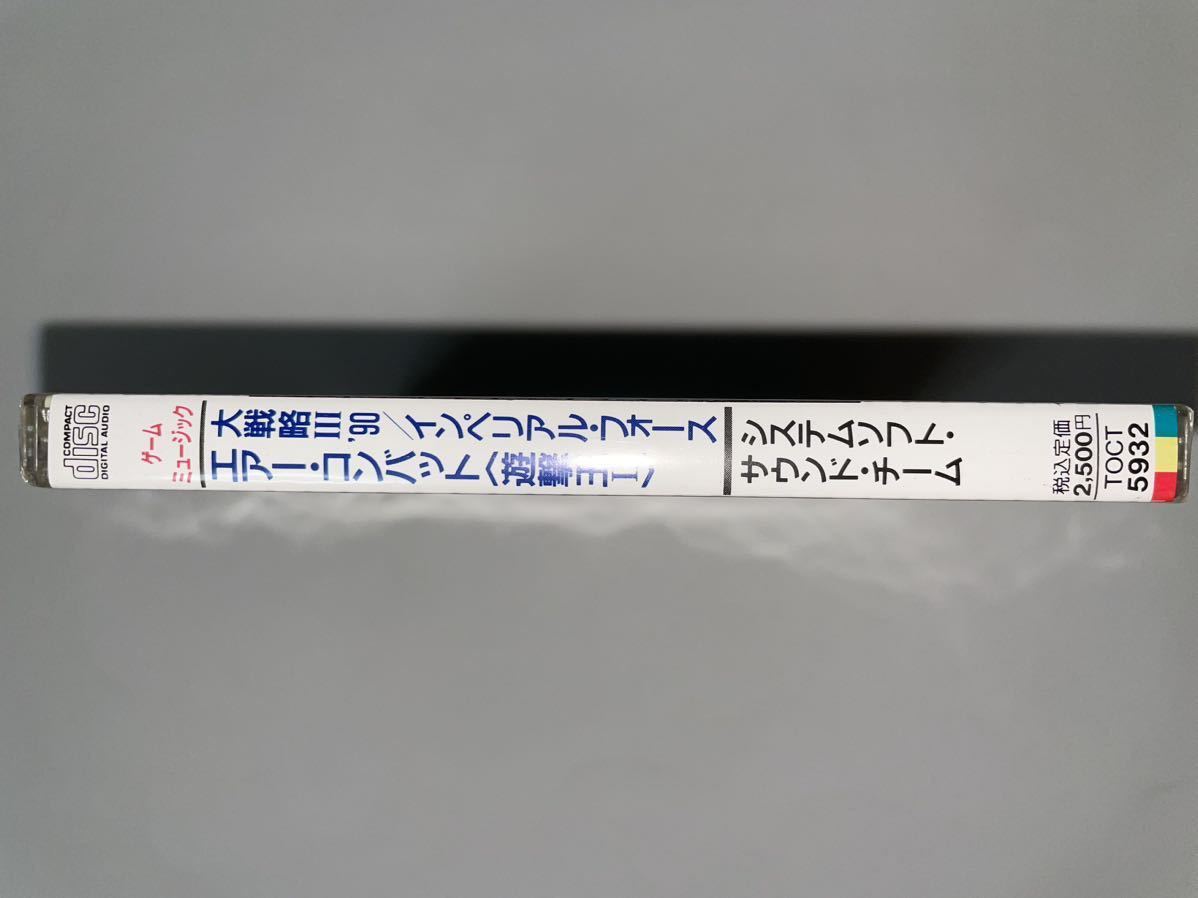 COMPACT
disc
DIGITAL AUDIO
ゲーム
ミュージック
大戦略III '90／インペリアル・フォース
エアー・コンバット〈遊撃王II〉
システムソフト・
サウンド・チーム
税込定価
2,500円
TOCT
5932